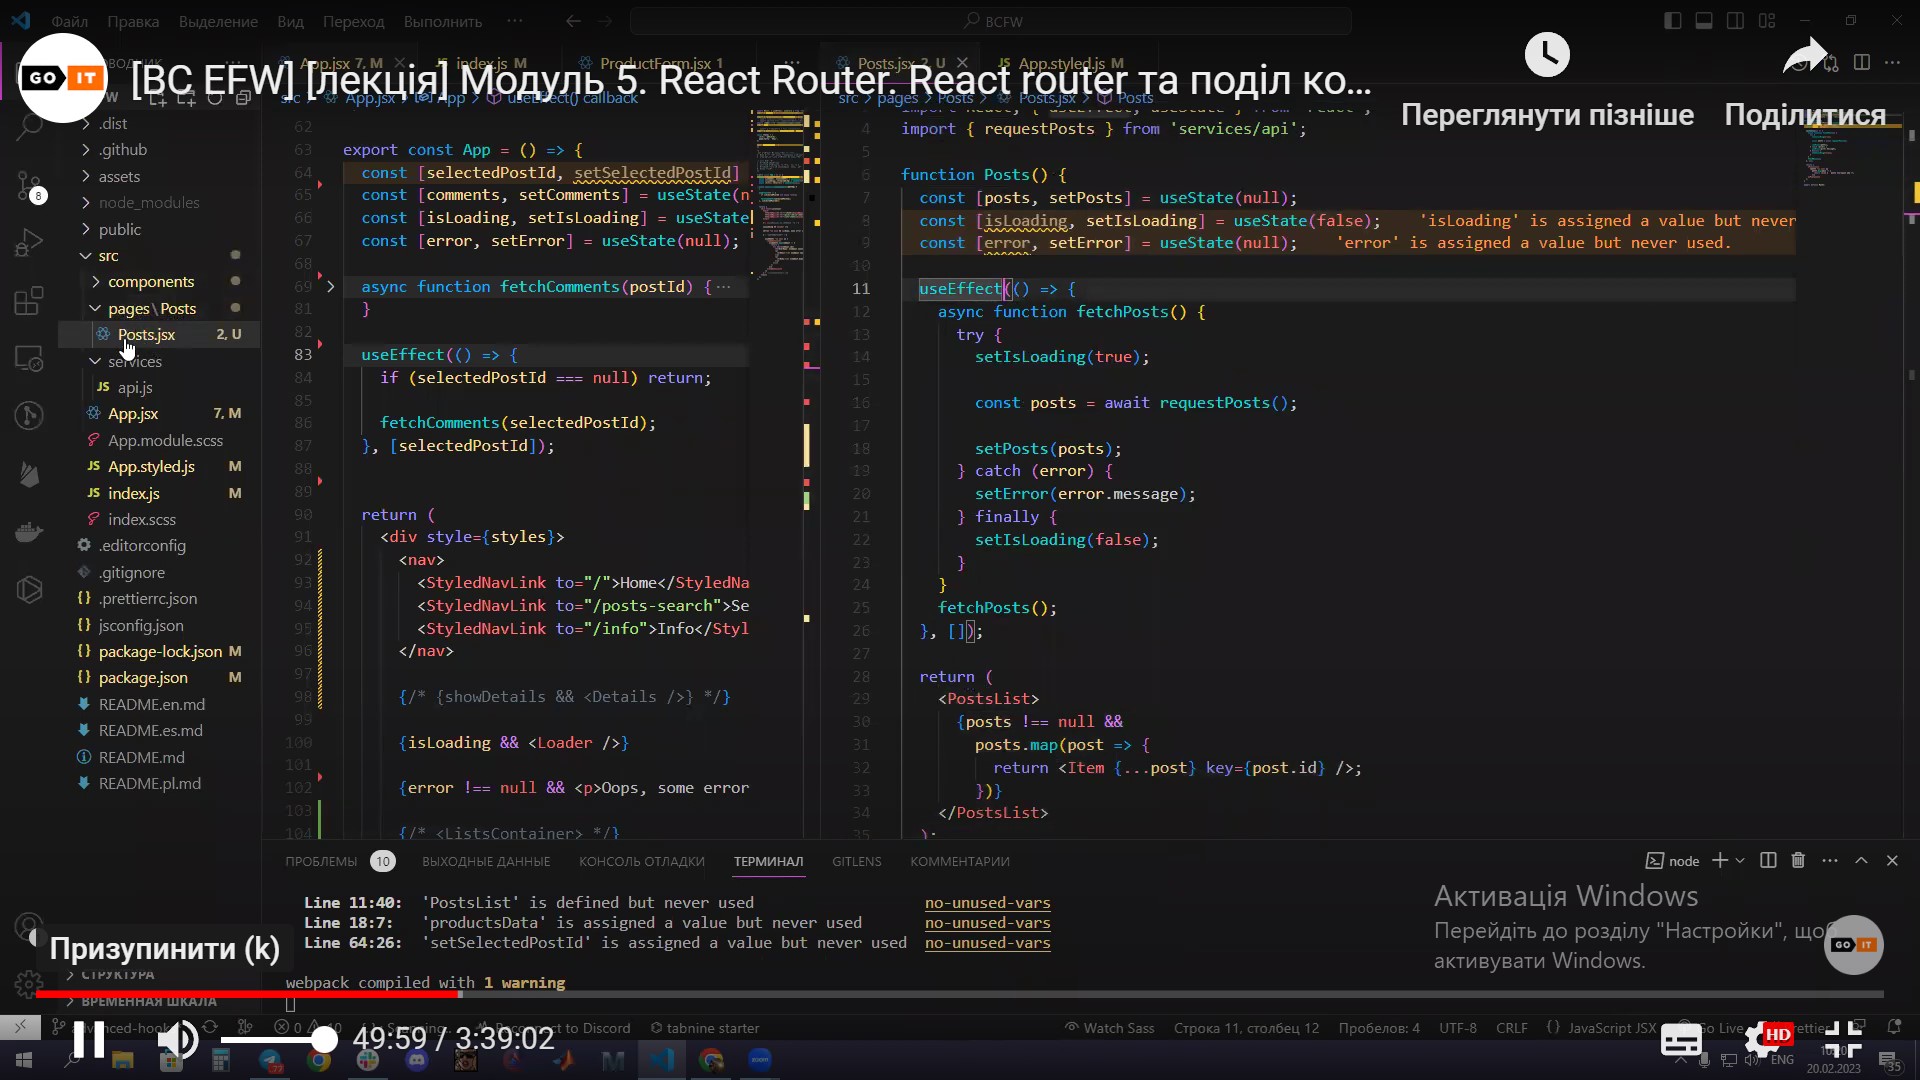 Файл Правка Выделение Вид Переход Выполнить ··· BCFW
GO IT
[BC EFW] [лекція] Модуль 5. React Router. React router та поділ ко...
Переглянути пізніше Поділитися
App.jsx 7, M index.js M ProductForm.jsx 1 ··· Posts.jsx 2, U App.styled.js M
src > App.jsx > App > useEffect() callback
src > pages > Posts > Posts.jsx > Posts
.dist
.github
assets
node_modules
public
src
components
pages\Posts
Posts.jsx 2, U
services
api.js
App.jsx 7, M
App.module.scss
App.styled.js M
index.js M
index.scss
.editorconfig
.gitignore
.prettierrc.json
jsconfig.json
package-lock.json M
package.json M
README.en.md
README.es.md
README.md
README.pl.md
СТРУКТУРА
ВРЕМЕННАЯ ШКАЛА
8
62
63 export const App = () => {
64 const [selectedPostId, setSelectedPostId]
65 const [comments, setComments] = useState(n
66 const [isLoading, setIsLoading] = useState
67 const [error, setError] = useState(null);
68
69 async function fetchComments(postId) { ···
81 }
82
83 useEffect(() => {
84 if (selectedPostId === null) return;
85
86 fetchComments(selectedPostId);
87 }, [selectedPostId]);
88
89
90 return (
91 <div style={styles}>
92 <nav>
93 <StyledNavLink to="/">Home</StyledNa
94 <StyledNavLink to="/posts-search">Se
95 <StyledNavLink to="/info">Info</Styl
96 </nav>
97
98 {/* {showDetails && <Details />} */}
99
100 {isLoading && <Loader />}
101
102 {error !== null && <p>Oops, some error
103
104 {/* <ListsContainer> */}
4 import { requestPosts } from 'services/api';
5
6 function Posts() {
7 const [posts, setPosts] = useState(null);
8 const [isLoading, setIsLoading] = useState(false); 'isLoading' is assigned a value but never
9 const [error, setError] = useState(null); 'error' is assigned a value but never used.
10
11 useEffect(() => {
12 async function fetchPosts() {
13 try {
14 setIsLoading(true);
15
16 const posts = await requestPosts();
17
18 setPosts(posts);
19 } catch (error) {
20 setError(error.message);
21 } finally {
22 setIsLoading(false);
23 }
24 }
25 fetchPosts();
26 }, []);
27
28 return (
29 <PostsList>
30 {posts !== null &&
31 posts.map(post => {
32 return <Item {...post} key={post.id} />;
33 })}
34 </PostsList>
35 );
ПРОБЛЕМЫ 10 ВЫХОДНЫЕ ДАННЫЕ КОНСОЛЬ ОТЛАДКИ ТЕРМИНАЛ GITLENS КОММЕНТАРИИ node
Line 11:40: 'PostsList' is defined but never used no-unused-vars
Line 18:7: 'productsData' is assigned a value but never used no-unused-vars
Line 64:26: 'setSelectedPostId' is assigned a value but never used no-unused-vars
webpack compiled with 1 warning
Активація Windows
Перейдіть до розділу "Настройки", щоб
активувати Windows.
GO IT
Призупинити (k)
Reconnect to Discord tabnine starter Watch Sass Строка 11, столбец 12 Пробелов: 4 UTF-8 CRLF JavaScript JSX Go Live
49:59 / 3:39:02
HD
ENG
20.02.2023
35